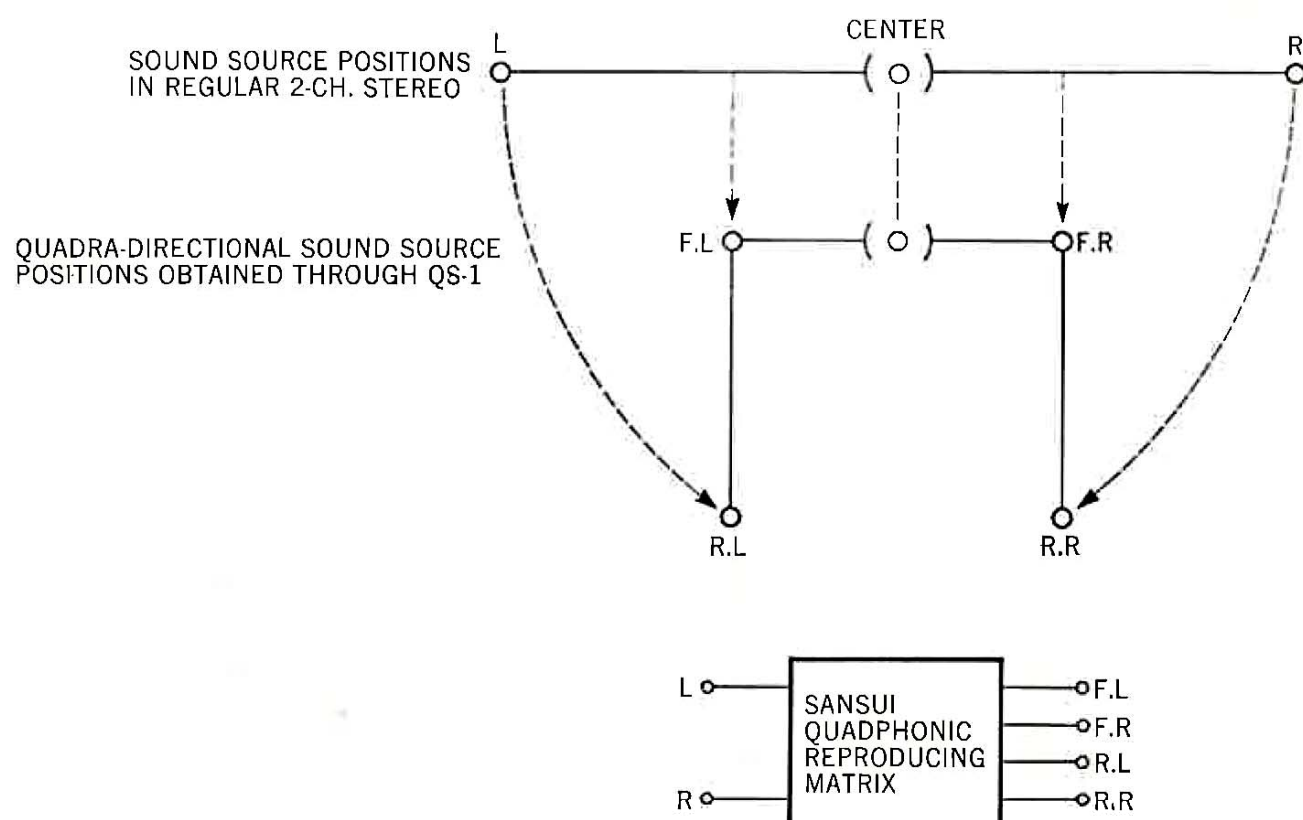 L
CENTER
R
SOUND SOURCE POSITIONS
IN REGULAR 2-CH. STEREO
( )
QUADRA-DIRECTIONAL SOUND SOURCE
POSITIONS OBTAINED THROUGH QS-1
F.L
( )
F.R
R.L
R.R
L
R
SANSUI
QUADPHONIC
REPRODUCING
MATRIX
F.L
F.R
R.L
R.R